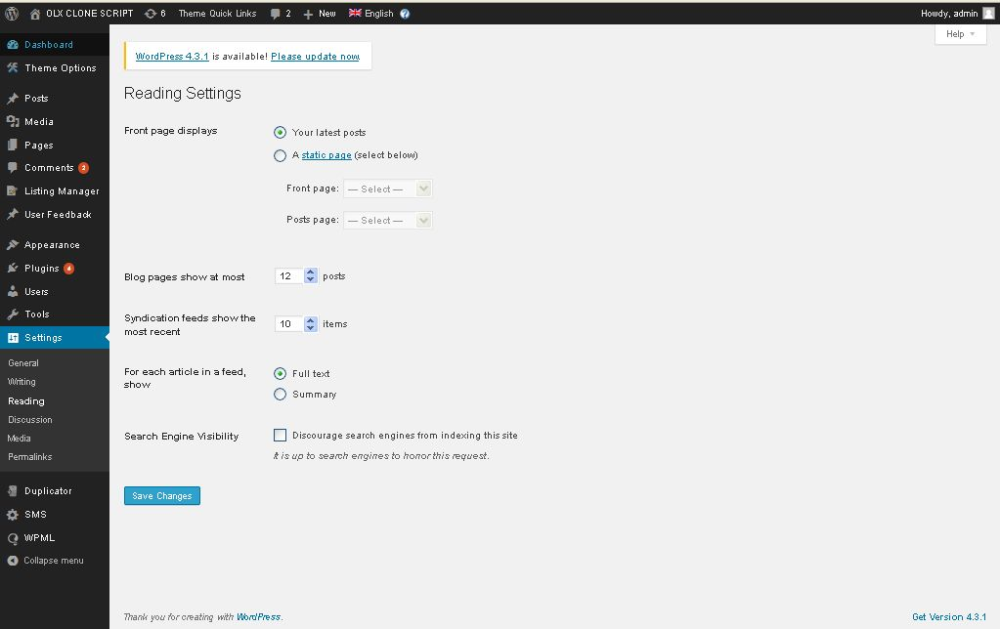 OLX CLONE SCRIPT 6 Theme Quick Links 2 + New English ? Howdy, admin
Help
Dashboard
Theme Options
Posts
Media
Pages
Comments 2
Listing Manager
User Feedback
Appearance
Plugins 4
Users
Tools
Settings
General
Writing
Reading
Discussion
Media
Permalinks
Duplicator
SMS
WPML
Collapse menu
WordPress 4.3.1 is available! Please update now.
Reading Settings
Front page displays
Your latest posts
A static page (select below)
Front page: — Select —
Posts page: — Select —
Blog pages show at most 12 posts
Syndication feeds show the
most recent
10 items
For each article in a feed,
show
Full text
Summary
Search Engine Visibility
Discourage search engines from indexing this site
It is up to search engines to honor this request.
Save Changes
Thank you for creating with WordPress.
Get Version 4.3.1